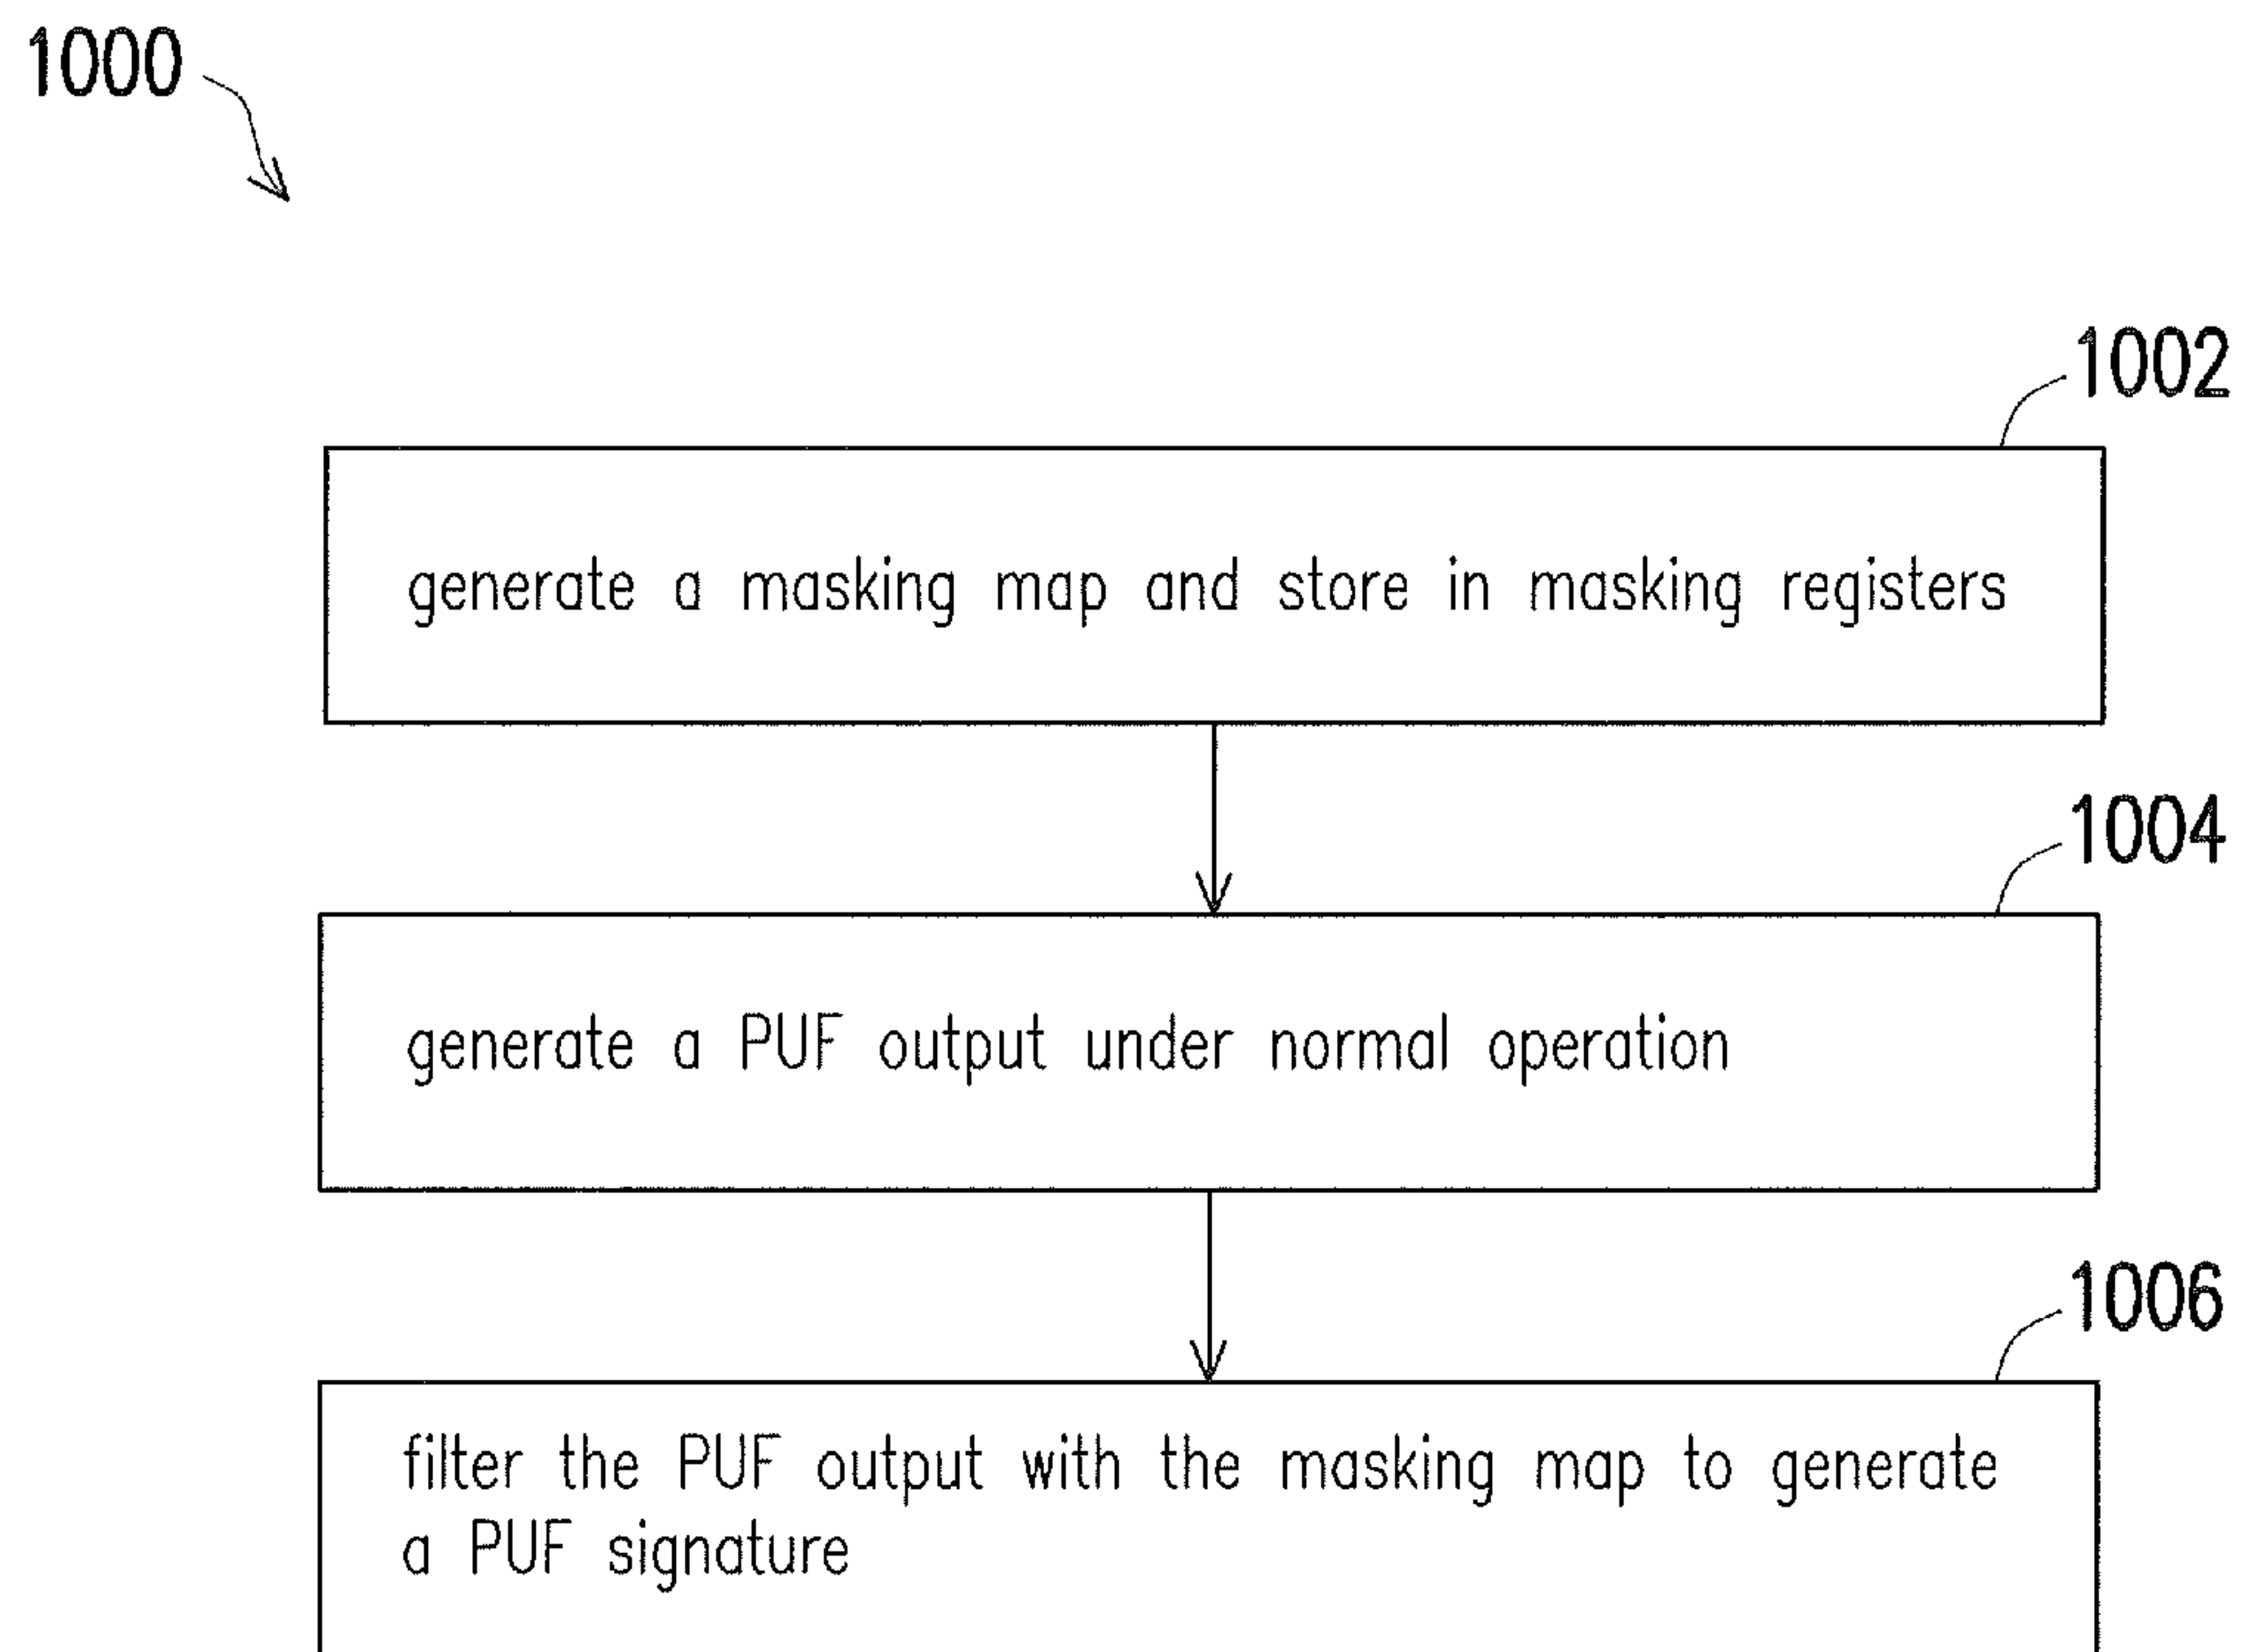 1000
1002
generate a masking map and store in masking registers
1004
generate a PUF output under normal operation
1006
filter the PUF output with the masking map to generate
a PUF signature